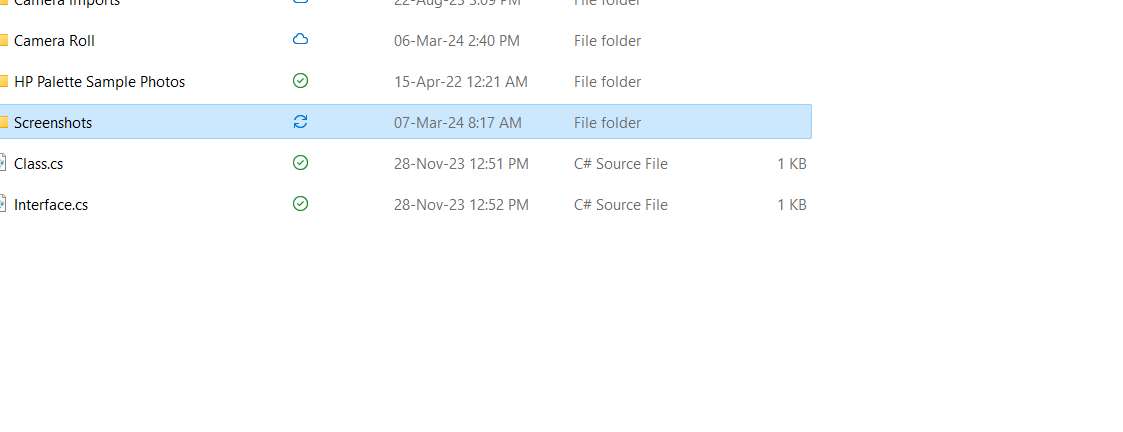 Camera Imports 22-Aug-23 3:09 PM File folder
Camera Roll 06-Mar-24 2:40 PM File folder
HP Palette Sample Photos 15-Apr-22 12:21 AM File folder
Screenshots 07-Mar-24 8:17 AM File folder
Class.cs 28-Nov-23 12:51 PM C# Source File 1 KB
Interface.cs 28-Nov-23 12:52 PM C# Source File 1 KB